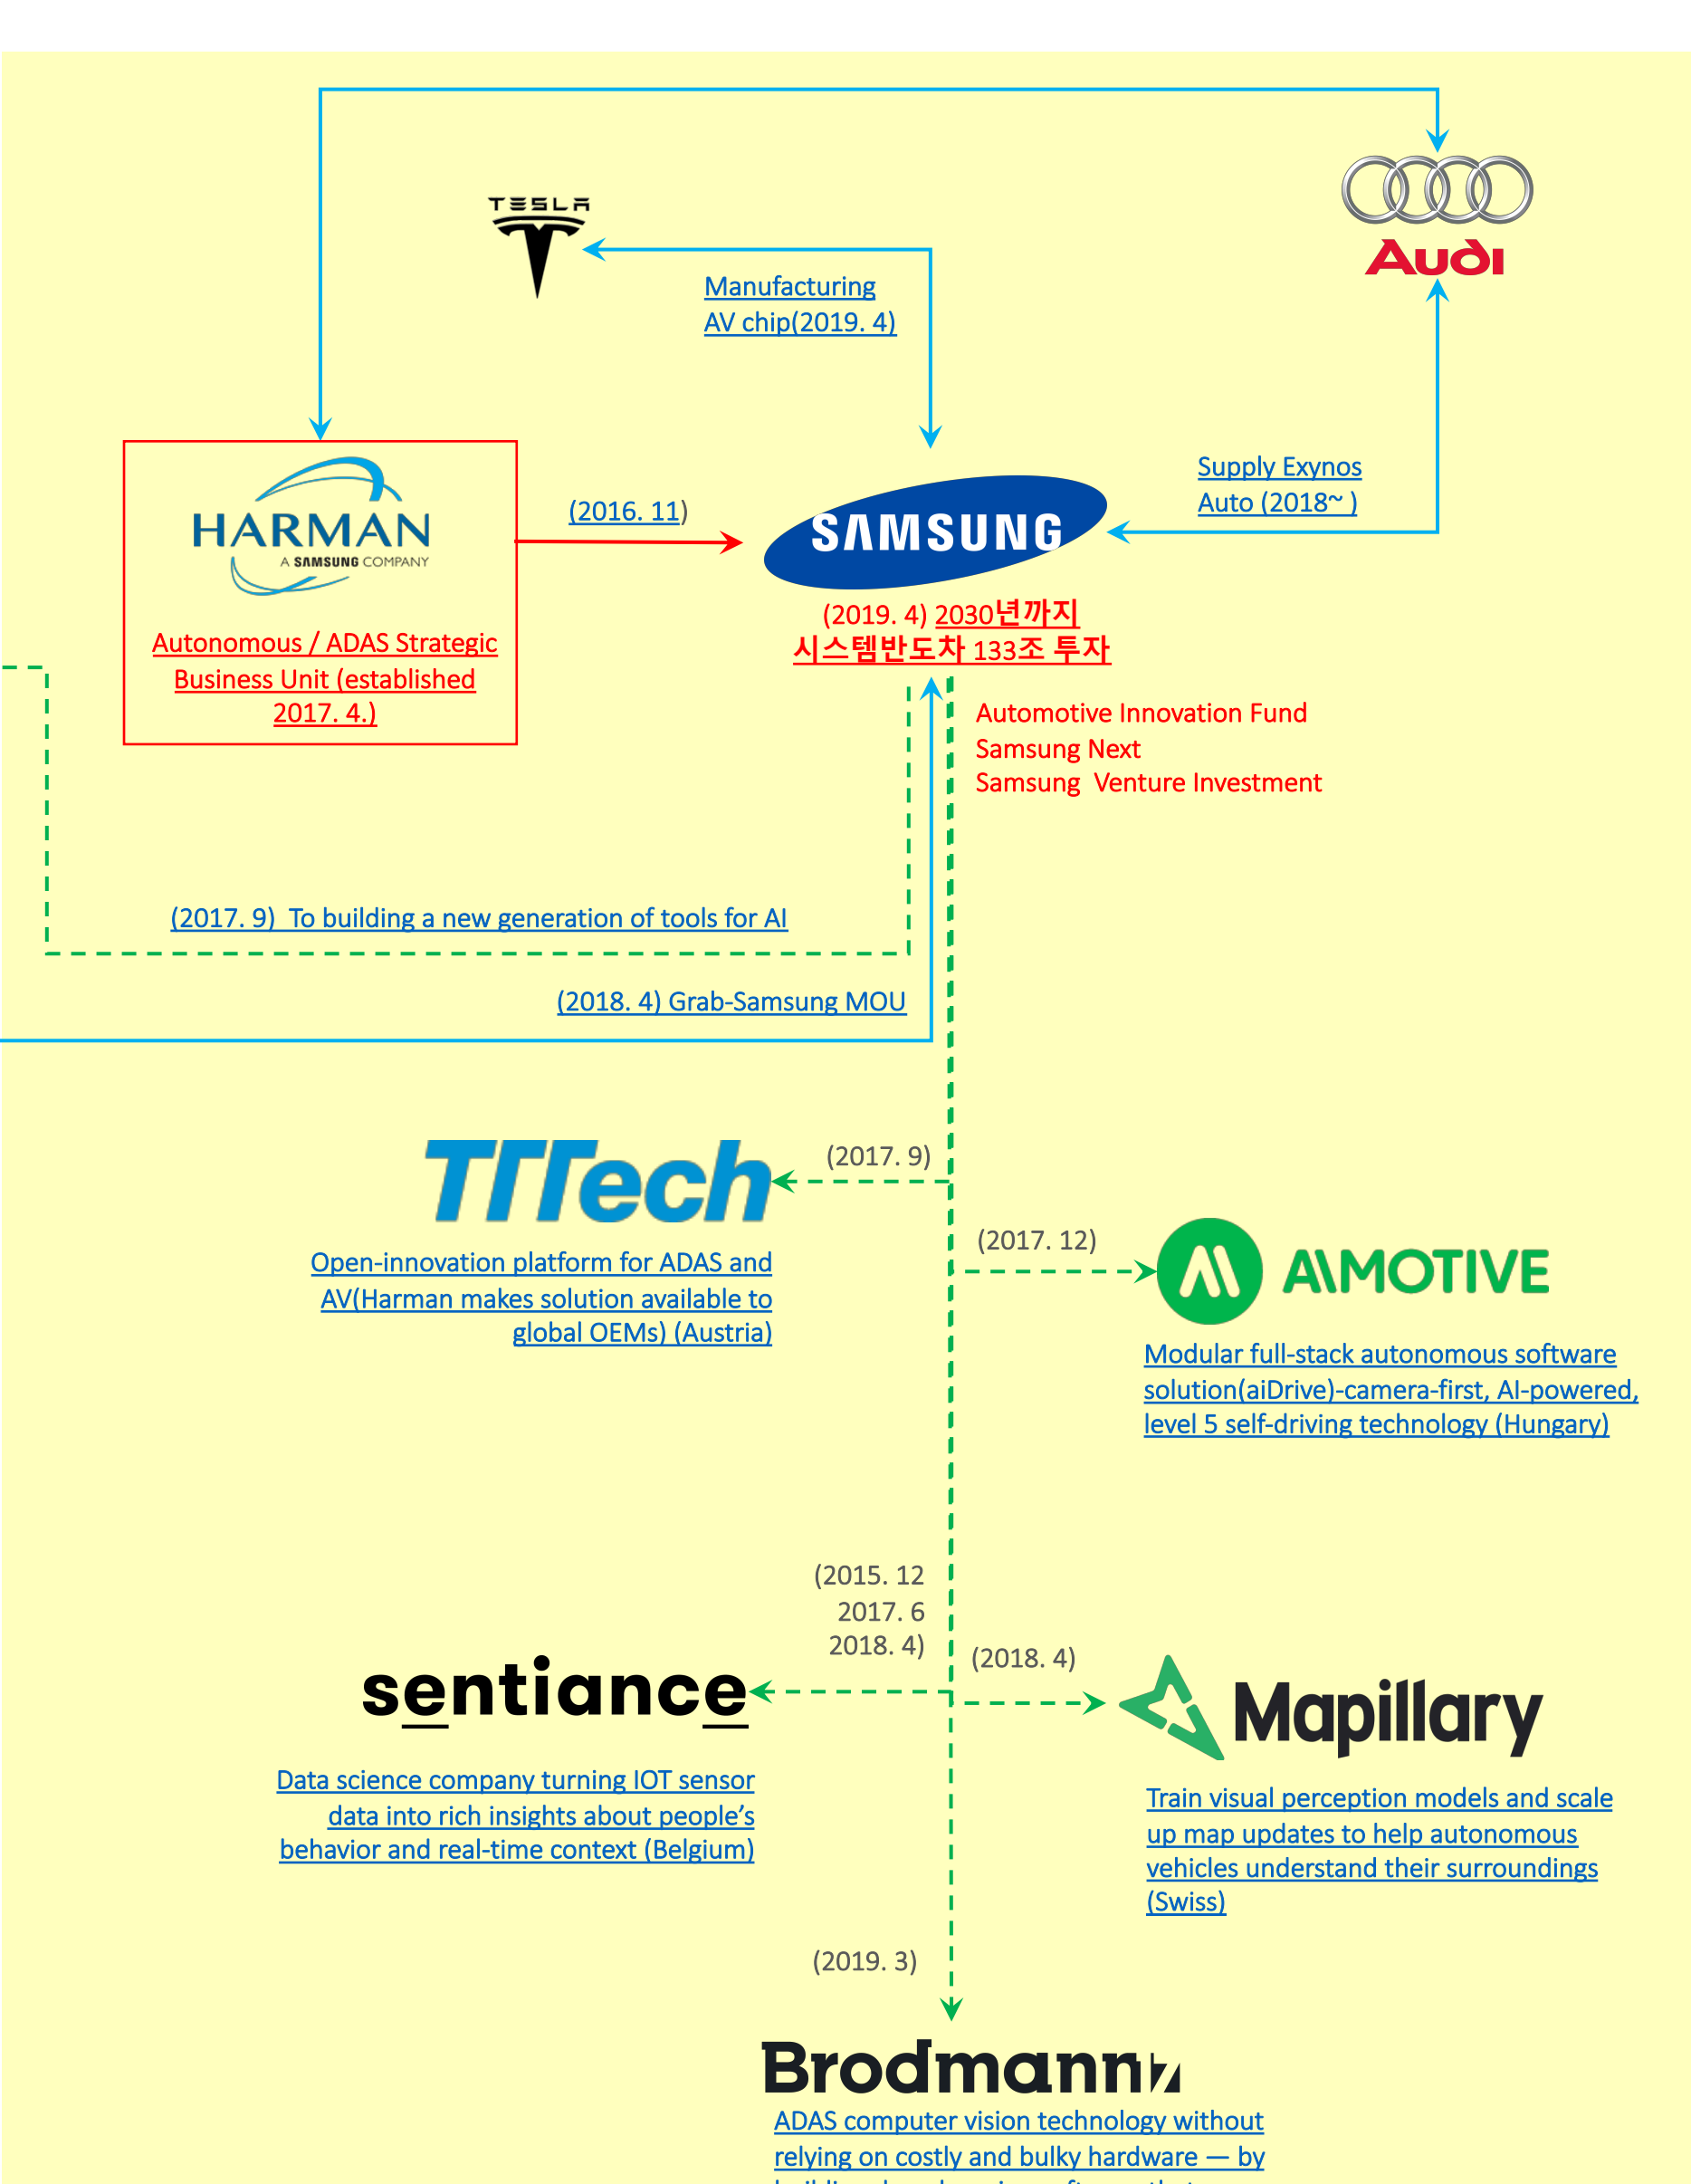 TESLA
Audi
Manufacturing
AV chip(2019. 4)
HARMAN
A SAMSUNG COMPANY
Autonomous / ADAS Strategic
Business Unit (established
2017. 4.)
(2016. 11)
SAMSUNG
Supply Exynos
Auto (2018~ )
(2019. 4) 2030년까지
시스템반도차 133조 투자
Automotive Innovation Fund
Samsung Next
Samsung  Venture Investment
(2017. 9)  To building a new generation of tools for AI
(2018. 4) Grab-Samsung MOU
TTTech
(2017. 9)
Open-innovation platform for ADAS and
AV(Harman makes solution available to
global OEMs) (Austria)
(2017. 12)
AIMOTIVE
Modular full-stack autonomous software
solution(aiDrive)-camera-first, AI-powered,
level 5 self-driving technology (Hungary)
(2015. 12
2017. 6
2018. 4)
sentiance
Data science company turning IOT sensor
data into rich insights about people’s
behavior and real-time context (Belgium)
(2018. 4)
Mapillary
Train visual perception models and scale
up map updates to help autonomous
vehicles understand their surroundings
(Swiss)
(2019. 3)
Brodmann17
ADAS computer vision technology without
relying on costly and bulky hardware — by